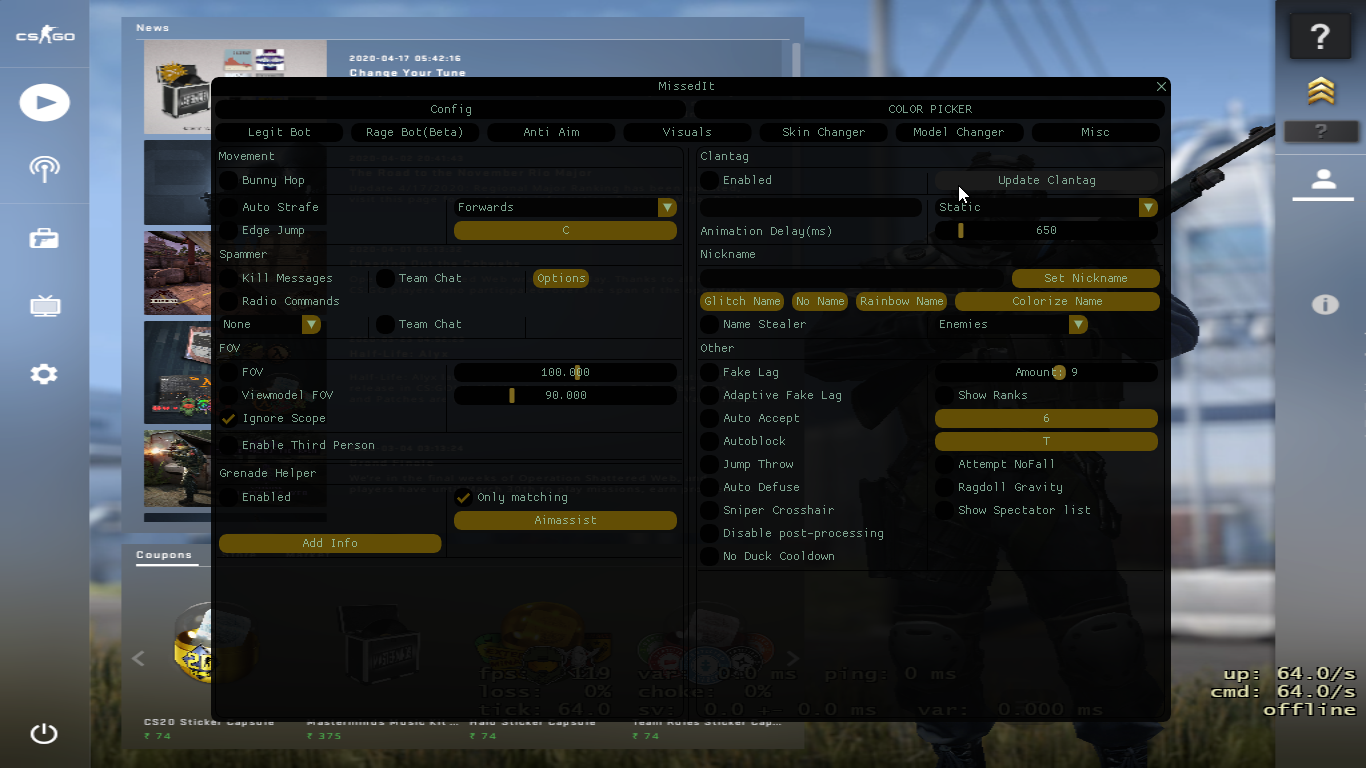 CS GO
News
2020-04-17 05:42:16
Change Your Tune
MissedIt
Config
COLOR PICKER
Legit Bot
Rage Bot(Beta)
Anti Aim
Visuals
Skin Changer
Model Changer
Misc
Movement
Bunny Hop
Auto Strafe
Forwards
Edge Jump
C
Spammer
Kill Messages
Team Chat
Options
Radio Commands
None
Team Chat
FOV
FOV
100.000
Viewmodel FOV
90.000
Ignore Scope
Enable Third Person
Grenade Helper
Enabled
Only matching
Aimassist
Add Info
Clantag
Enabled
Update Clantag
Static
Animation Delay(ms)
650
Nickname
Set Nickname
Glitch Name
No Name
Rainbow Name
Colorize Name
Name Stealer
Enemies
Other
Fake Lag
Amount: 9
Adaptive Fake Lag
Show Ranks
Auto Accept
6
Autoblock
T
Jump Throw
Attempt NoFall
Auto Defuse
Ragdoll Gravity
Sniper Crosshair
Show Spectator list
Disable post-processing
No Duck Cooldown
Coupons
fps: 119 var: 0.0 ms ping: 0 ms
loss: 0% choke: 0%
tick: 64.0 sv: 0.0 +- 0.0 ms var: 0.000 ms
up: 64.0/s
cmd: 64.0/s
offline
CS20 Sticker Capsule
₹ 74
Masterminds Music Kit ...
₹ 375
Halo Sticker Capsule
₹ 74
Team Roles Sticker Cap...
₹ 74